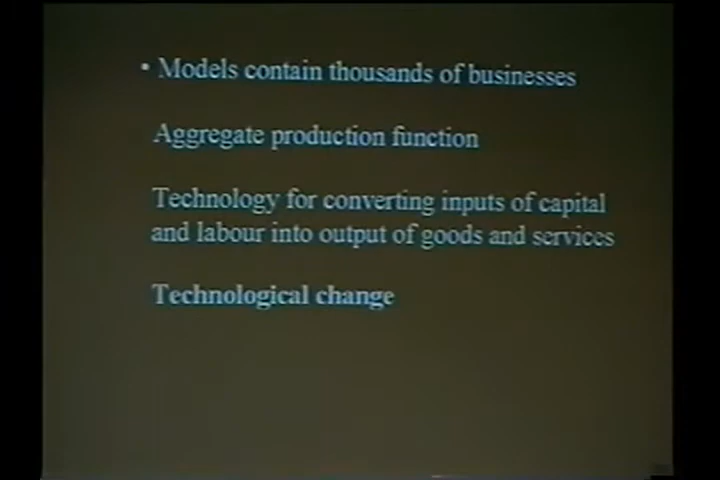 • Models contain thousands of businesses
Aggregate production function
Technology for converting inputs of capital
and labour into output of goods and services
Technological change